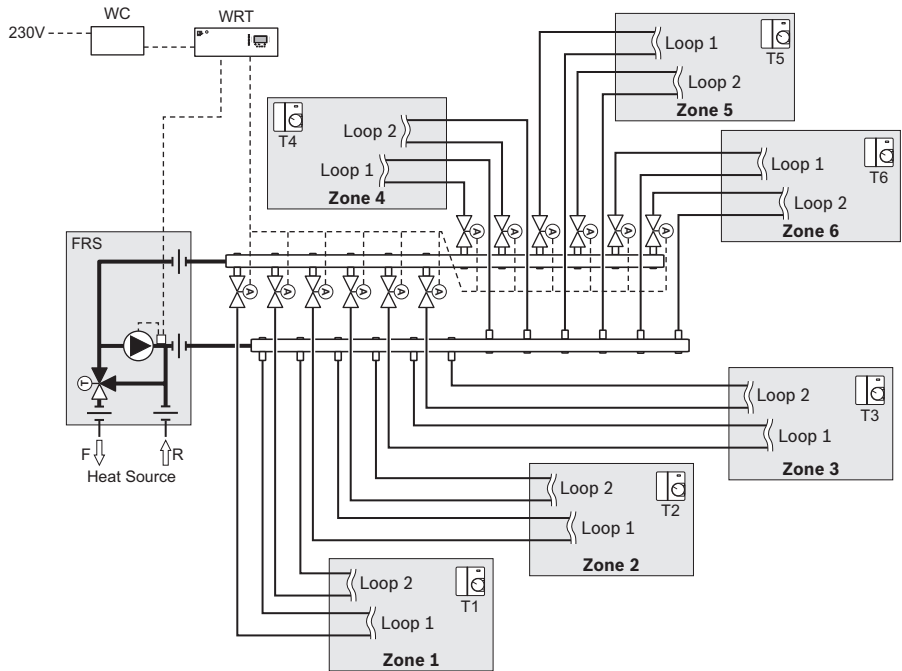 WC
WRT
230V
Loop 1
T5
Loop 2
Zone 5
T4
Loop 2
Loop 1
Zone 4
Loop 1
T6
Loop 2
Zone 6
FRS
A A A A A A
A A A A A A
T
F R
Heat Source
Loop 2
T3
Loop 1
Zone 3
Loop 2
T2
Loop 1
Zone 2
Loop 2
T1
Loop 1
Zone 1